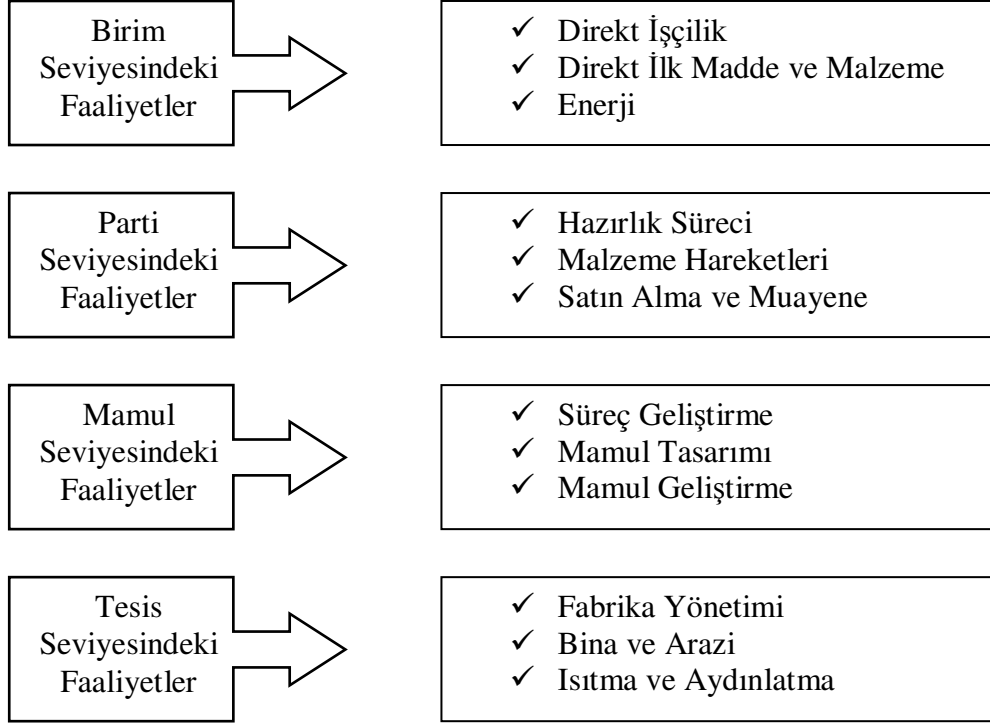 Birim
Seviyesindeki
Faaliyetler
✓ Direkt İşçilik
✓ Direkt İlk Madde ve Malzeme
✓ Enerji
Parti
Seviyesindeki
Faaliyetler
✓ Hazırlık Süreci
✓ Malzeme Hareketleri
✓ Satın Alma ve Muayene
Mamul
Seviyesindeki
Faaliyetler
✓ Süreç Geliştirme
✓ Mamul Tasarımı
✓ Mamul Geliştirme
Tesis
Seviyesindeki
Faaliyetler
✓ Fabrika Yönetimi
✓ Bina ve Arazi
✓ Isıtma ve Aydınlatma